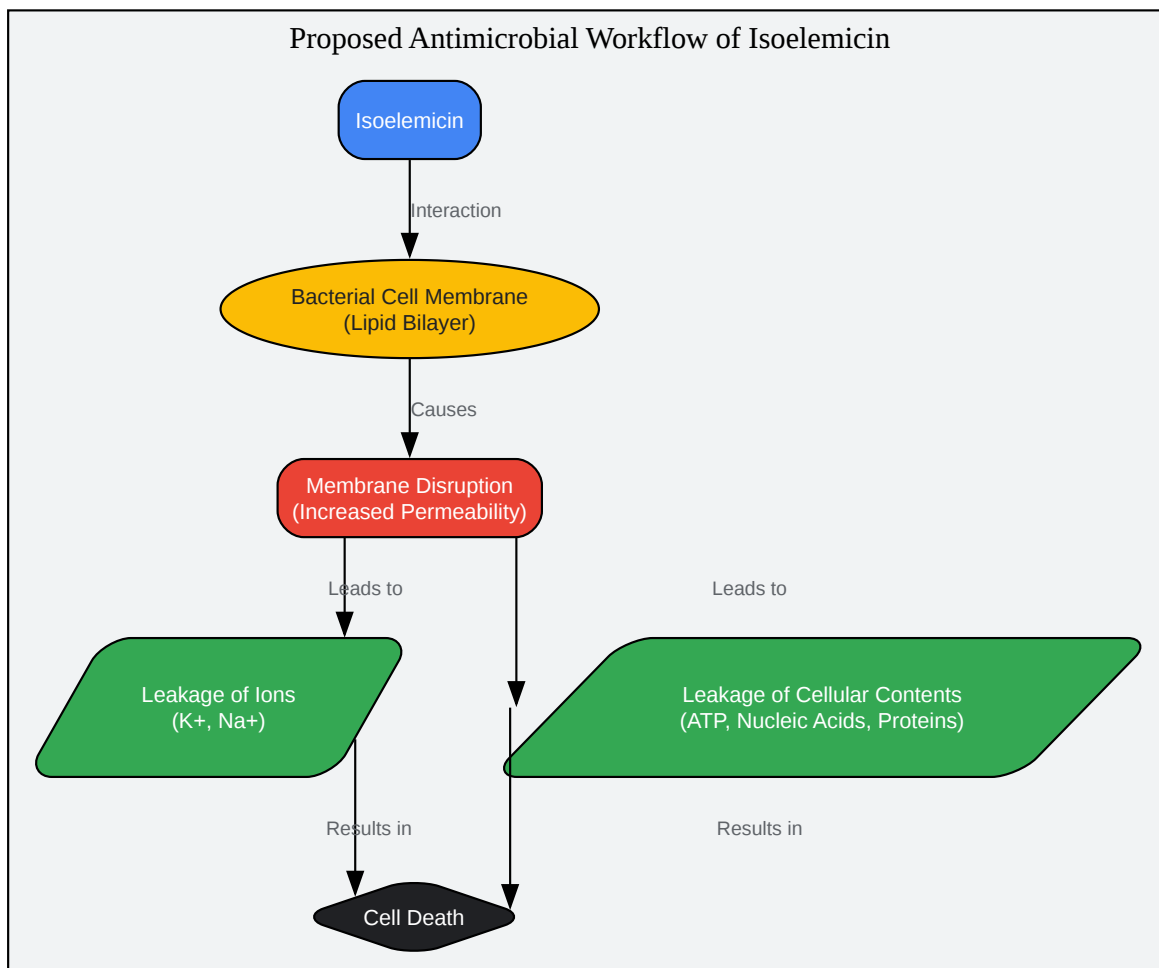 Proposed Antimicrobial Workflow of Isoelemicin
Isoelemicin
Interaction
Bacterial Cell Membrane
(Lipid Bilayer)
Causes
Membrane Disruption
(Increased Permeability)
Leads to
Leads to
Leakage of Ions
(K+, Na+)
Leakage of Cellular Contents
(ATP, Nucleic Acids, Proteins)
Results in
Results in
Cell Death